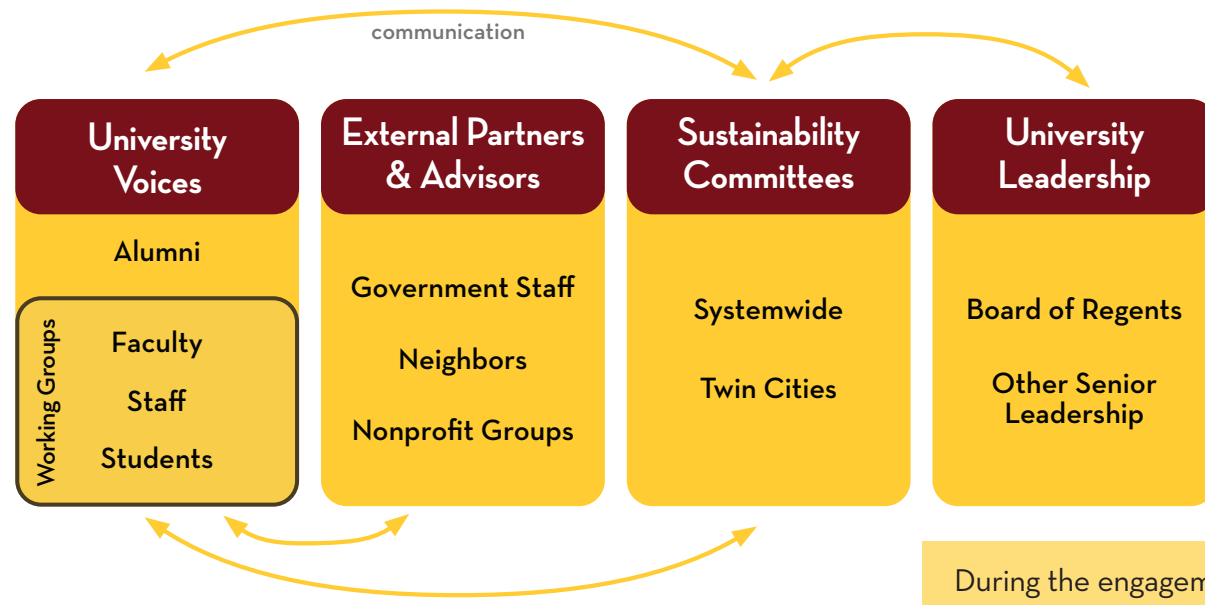 communication
University
Voices
Alumni
Working Groups
Faculty
Staff
Students
External Partners
& Advisors
Government Staff
Neighbors
Nonprofit Groups
Sustainability
Committees
Systemwide
Twin Cities
University
Leadership
Board of Regents
Other Senior
Leadership
During the engagem